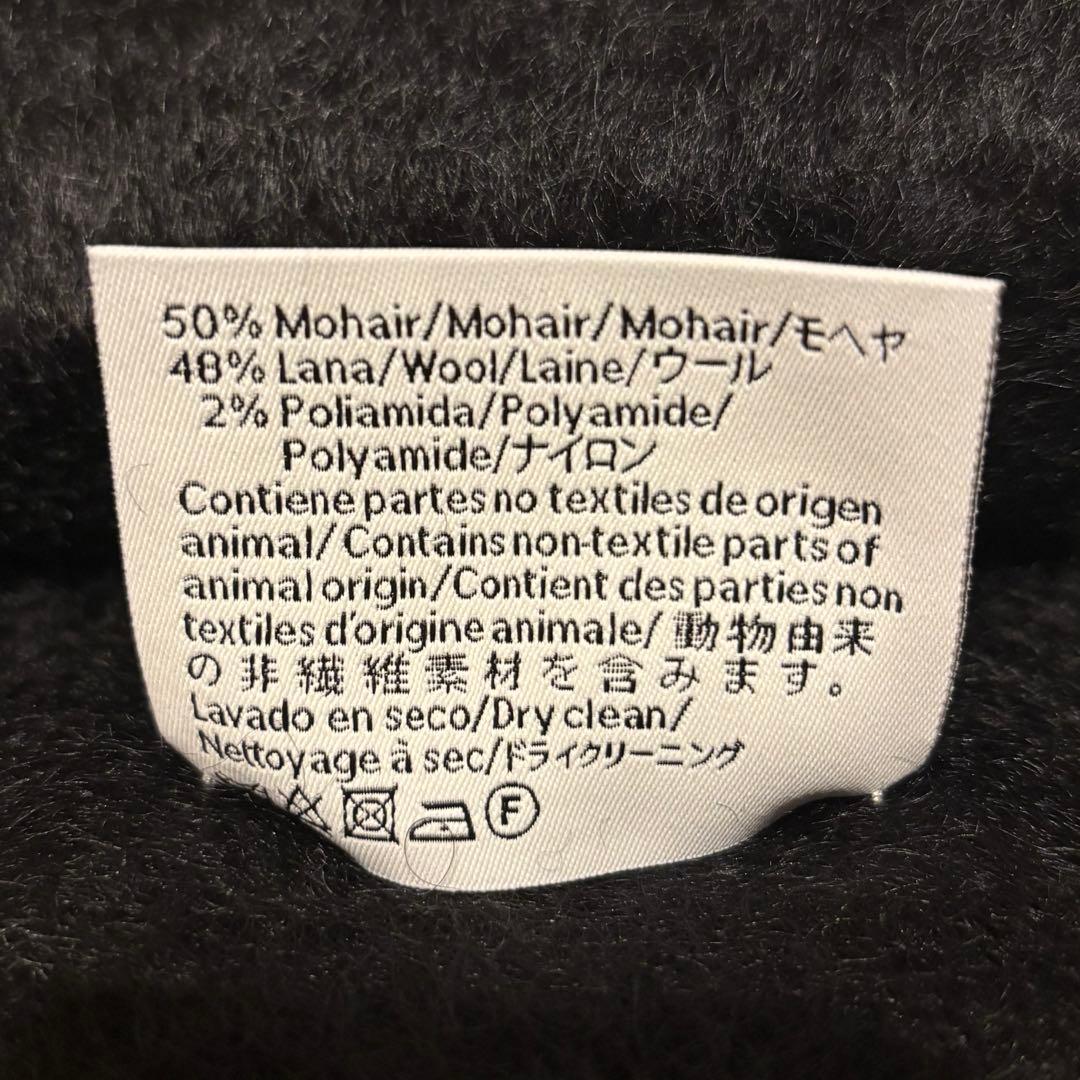 50% Mohair/Mohair/Mohair/モヘヤ
48% Lana/Wool/Laine/ウール
2% Poliamida/Polyamide/
Polyamide/ナイロン
Contiene partes no textiles de origen
animal/Contains non-textile parts of
animal origin/Contient des parties non
textiles d'origine animale/動物由来
の非繊維素材を含みます。
Lavado en seco/Dry clean/
Nettoyage à sec/ドライクリーニング
F